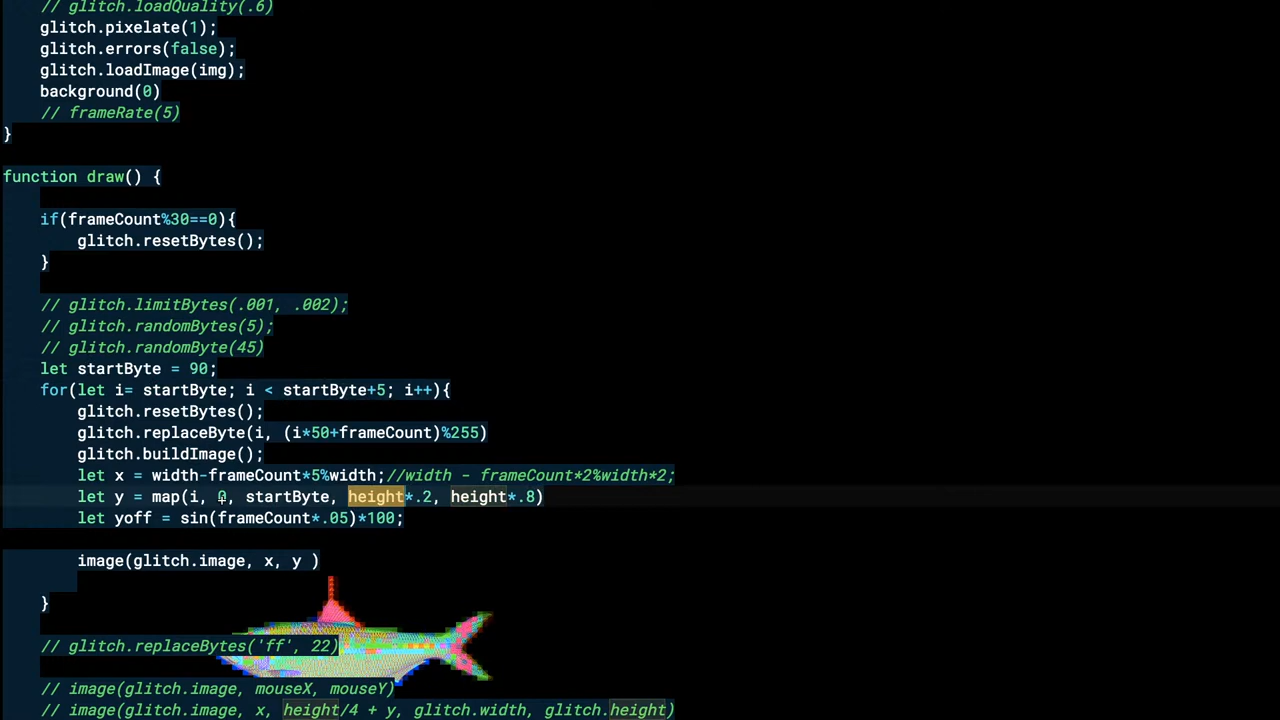 // glitch.loadQuality(.6)
glitch.pixelate(1);
glitch.errors(false);
glitch.loadImage(img);
background(0)
// frameRate(5)
}
function draw() {
if(frameCount%30==0){
glitch.resetBytes();
}
// glitch.limitBytes(.001, .002);
// glitch.randomBytes(5);
// glitch.randomByte(45)
let startByte = 90;
for(let i= startByte; i < startByte+5; i++){
glitch.resetBytes();
glitch.replaceByte(i, (i*50+frameCount)%255)
glitch.buildImage();
let x = width-frameCount*5%width;//width - frameCount*2%width*2;
let y = map(i, 0, startByte, height*.2, height*.8)
let yoff = sin(frameCount*.05)*100;
image(glitch.image, x, y )
}
// glitch.replaceBytes('ff', 22)
// image(glitch.image, mouseX, mouseY)
// image(glitch.image, x, height/4 + y, glitch.width, glitch.height)